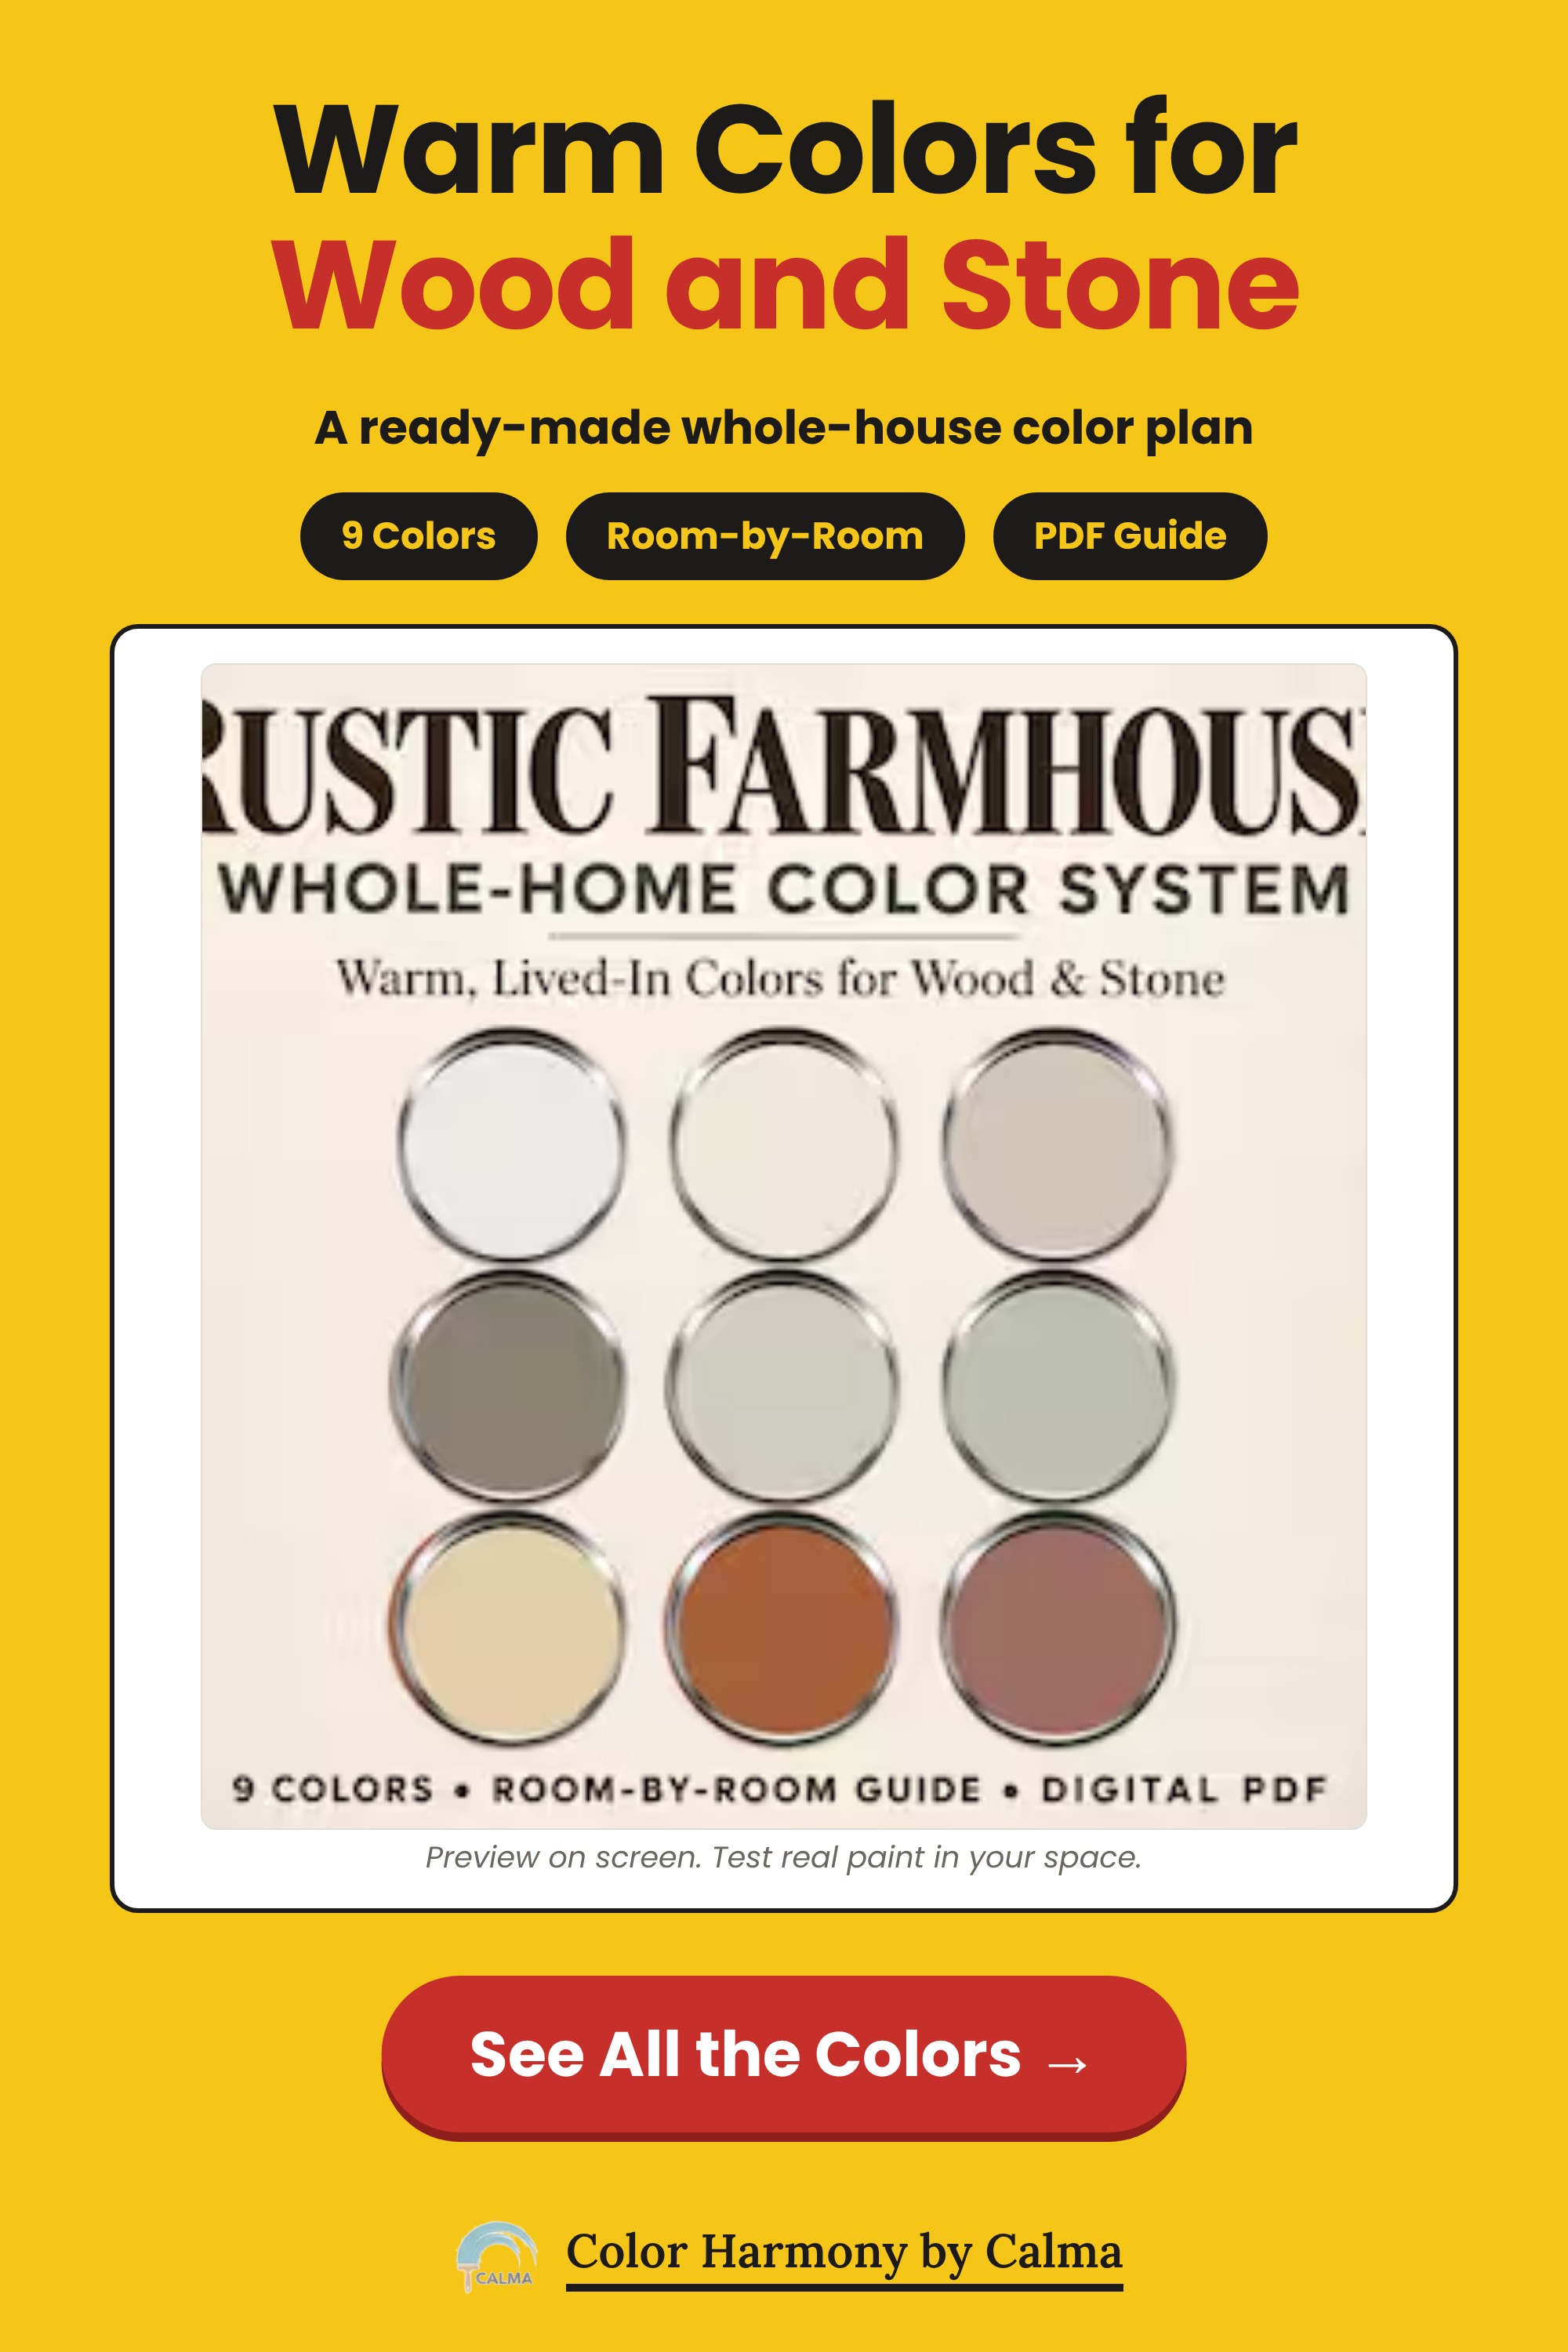 Warm Colors for
Wood and Stone
A ready-made whole-house color plan
9 Colors
Room-by-Room
PDF Guide
RUSTIC FARMHOUS
WHOLE-HOME COLOR SYSTEM
Warm, Lived-In Colors for Wood & Stone
9 COLORS • ROOM-BY-ROOM GUIDE • DIGITAL PDF
Preview on screen. Test real paint in your space.
See All the Colors →
CALMA
Color Harmony by Calma